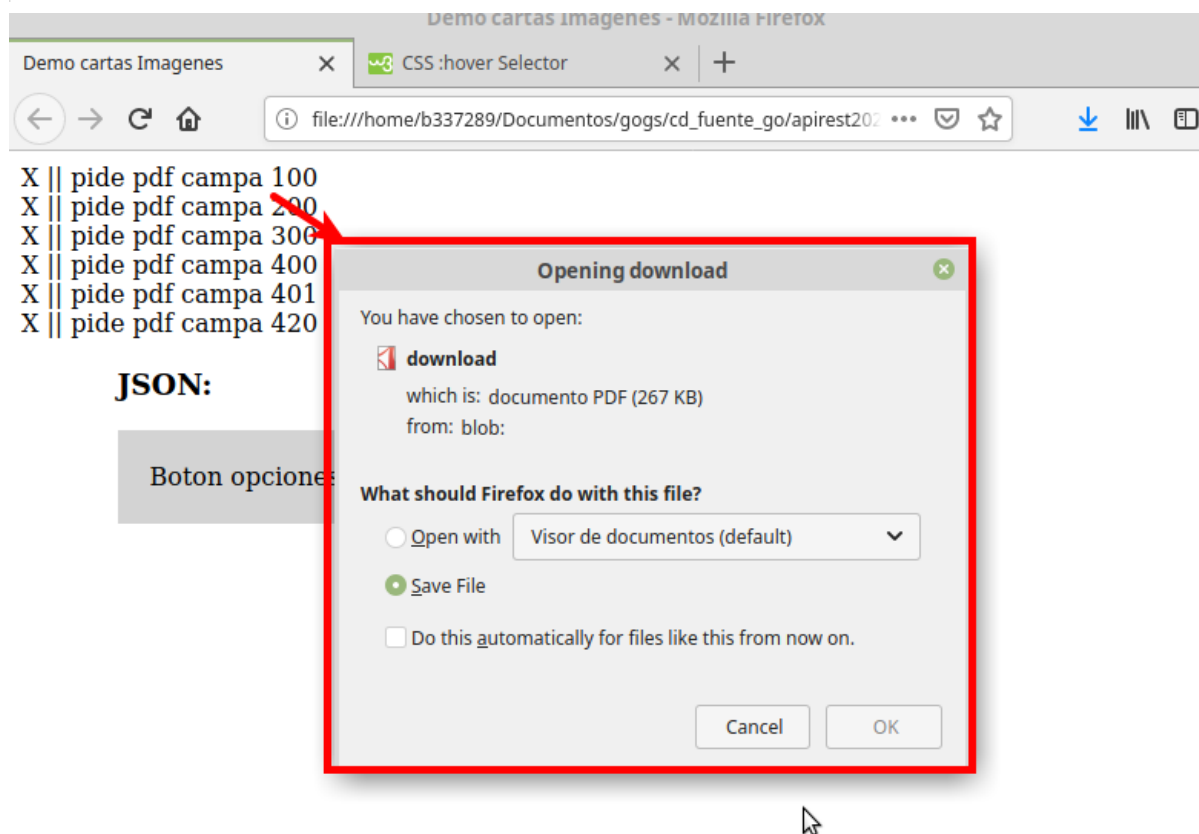 Demo cartas Imagenes - Mozilla Firefox
Demo cartas Imagenes
CSS :hover Selector
file:///home/b337289/Documentos/gogs/cd_fuente_go/apirest202
X || pide pdf campa 100
X || pide pdf campa 200
X || pide pdf campa 300
X || pide pdf campa 400
X || pide pdf campa 401
X || pide pdf campa 420
JSON:
Boton opciones
Opening download
You have chosen to open:
download
which is: documento PDF (267 KB)
from: blob:
What should Firefox do with this file?
Open with Visor de documentos (default)
Save File
Do this automatically for files like this from now on.
Cancel OK